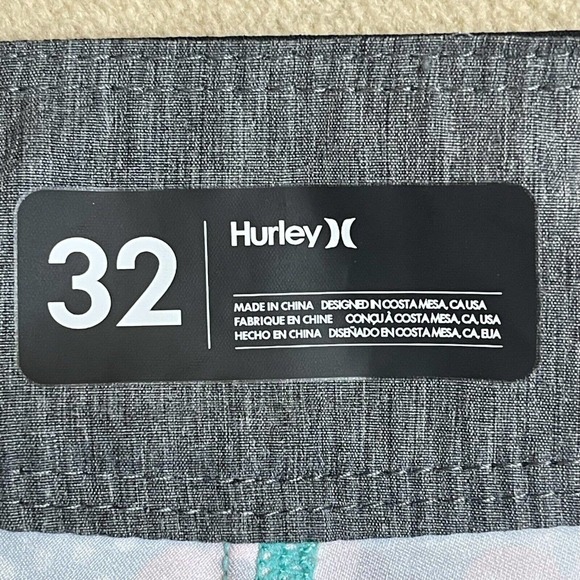 32
Hurley
MADE IN CHINA DESIGNED IN COSTA MESA, CA USA
FABRIQUE EN CHINE CONÇU À COSTA MESA, CA, USA
HECHO EN CHINA DISEÑADO EN COSTA MESA, CA, EUA